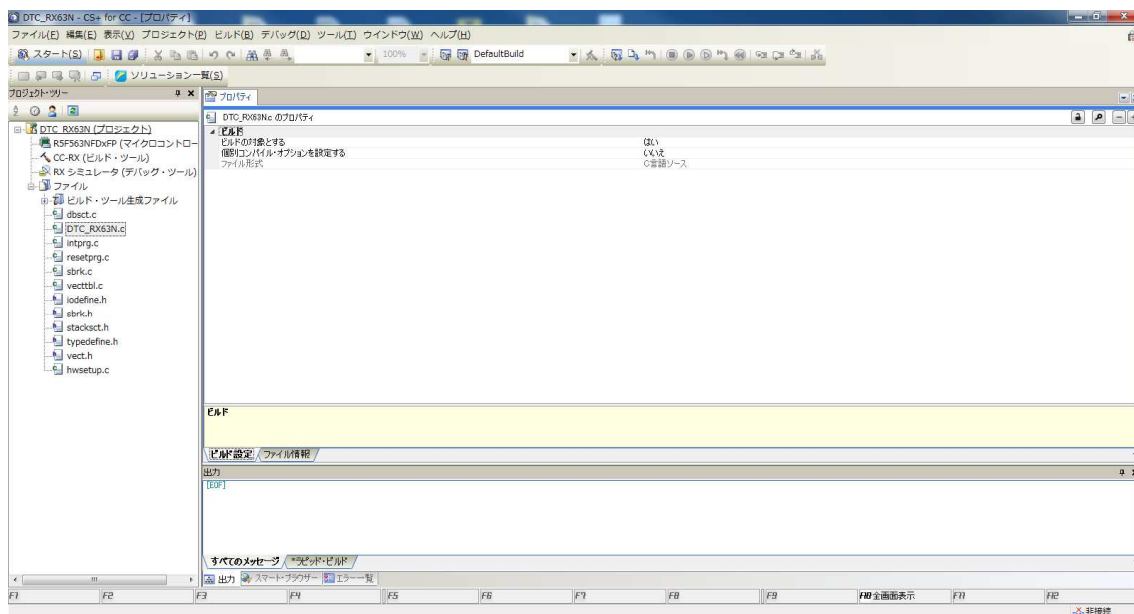 DTC_RX63N - CS+ for CC - [プロパティ]
ファイル(F) 編集(E) 表示(V) プロジェクト(P) ビルド(B) デバッグ(D) ツール(T) ウインドウ(W) ヘルプ(H)
スタート(S) 100% DefaultBuild
ソリューション一覧(S)
プロジェクト・ツリー
プロパティ
DTC_RX63N (プロジェクト)
R5F563NFDxFP (マイクロコントロー
CC-RX (ビルド・ツール)
RX シミュレータ (デバッグ・ツール)
ファイル
ビルド・ツール生成ファイル
dbsct.c
DTC_RX63N.c
intprg.c
resetprg.c
sbrk.c
vecttbl.c
iodefine.h
sbrk.h
stacksct.h
typedefine.h
vect.h
hwsetup.c
DTC_RX63N.c のプロパティ
ビルド
ビルドの対象とする はい
個別コンパイル・オプションを設定する いいえ
ファイル形式 C言語ソース
ビルド
ビルド設定 ファイル情報
出力
[EOF]
すべてのメッセージ *ラピッド・ビルド
出力 スマート・ブラウザー エラー一覧
F1 F2 F3 F4 F5 F6 F7 F8 F9 F10 全画面表示 F11 F12
非接続